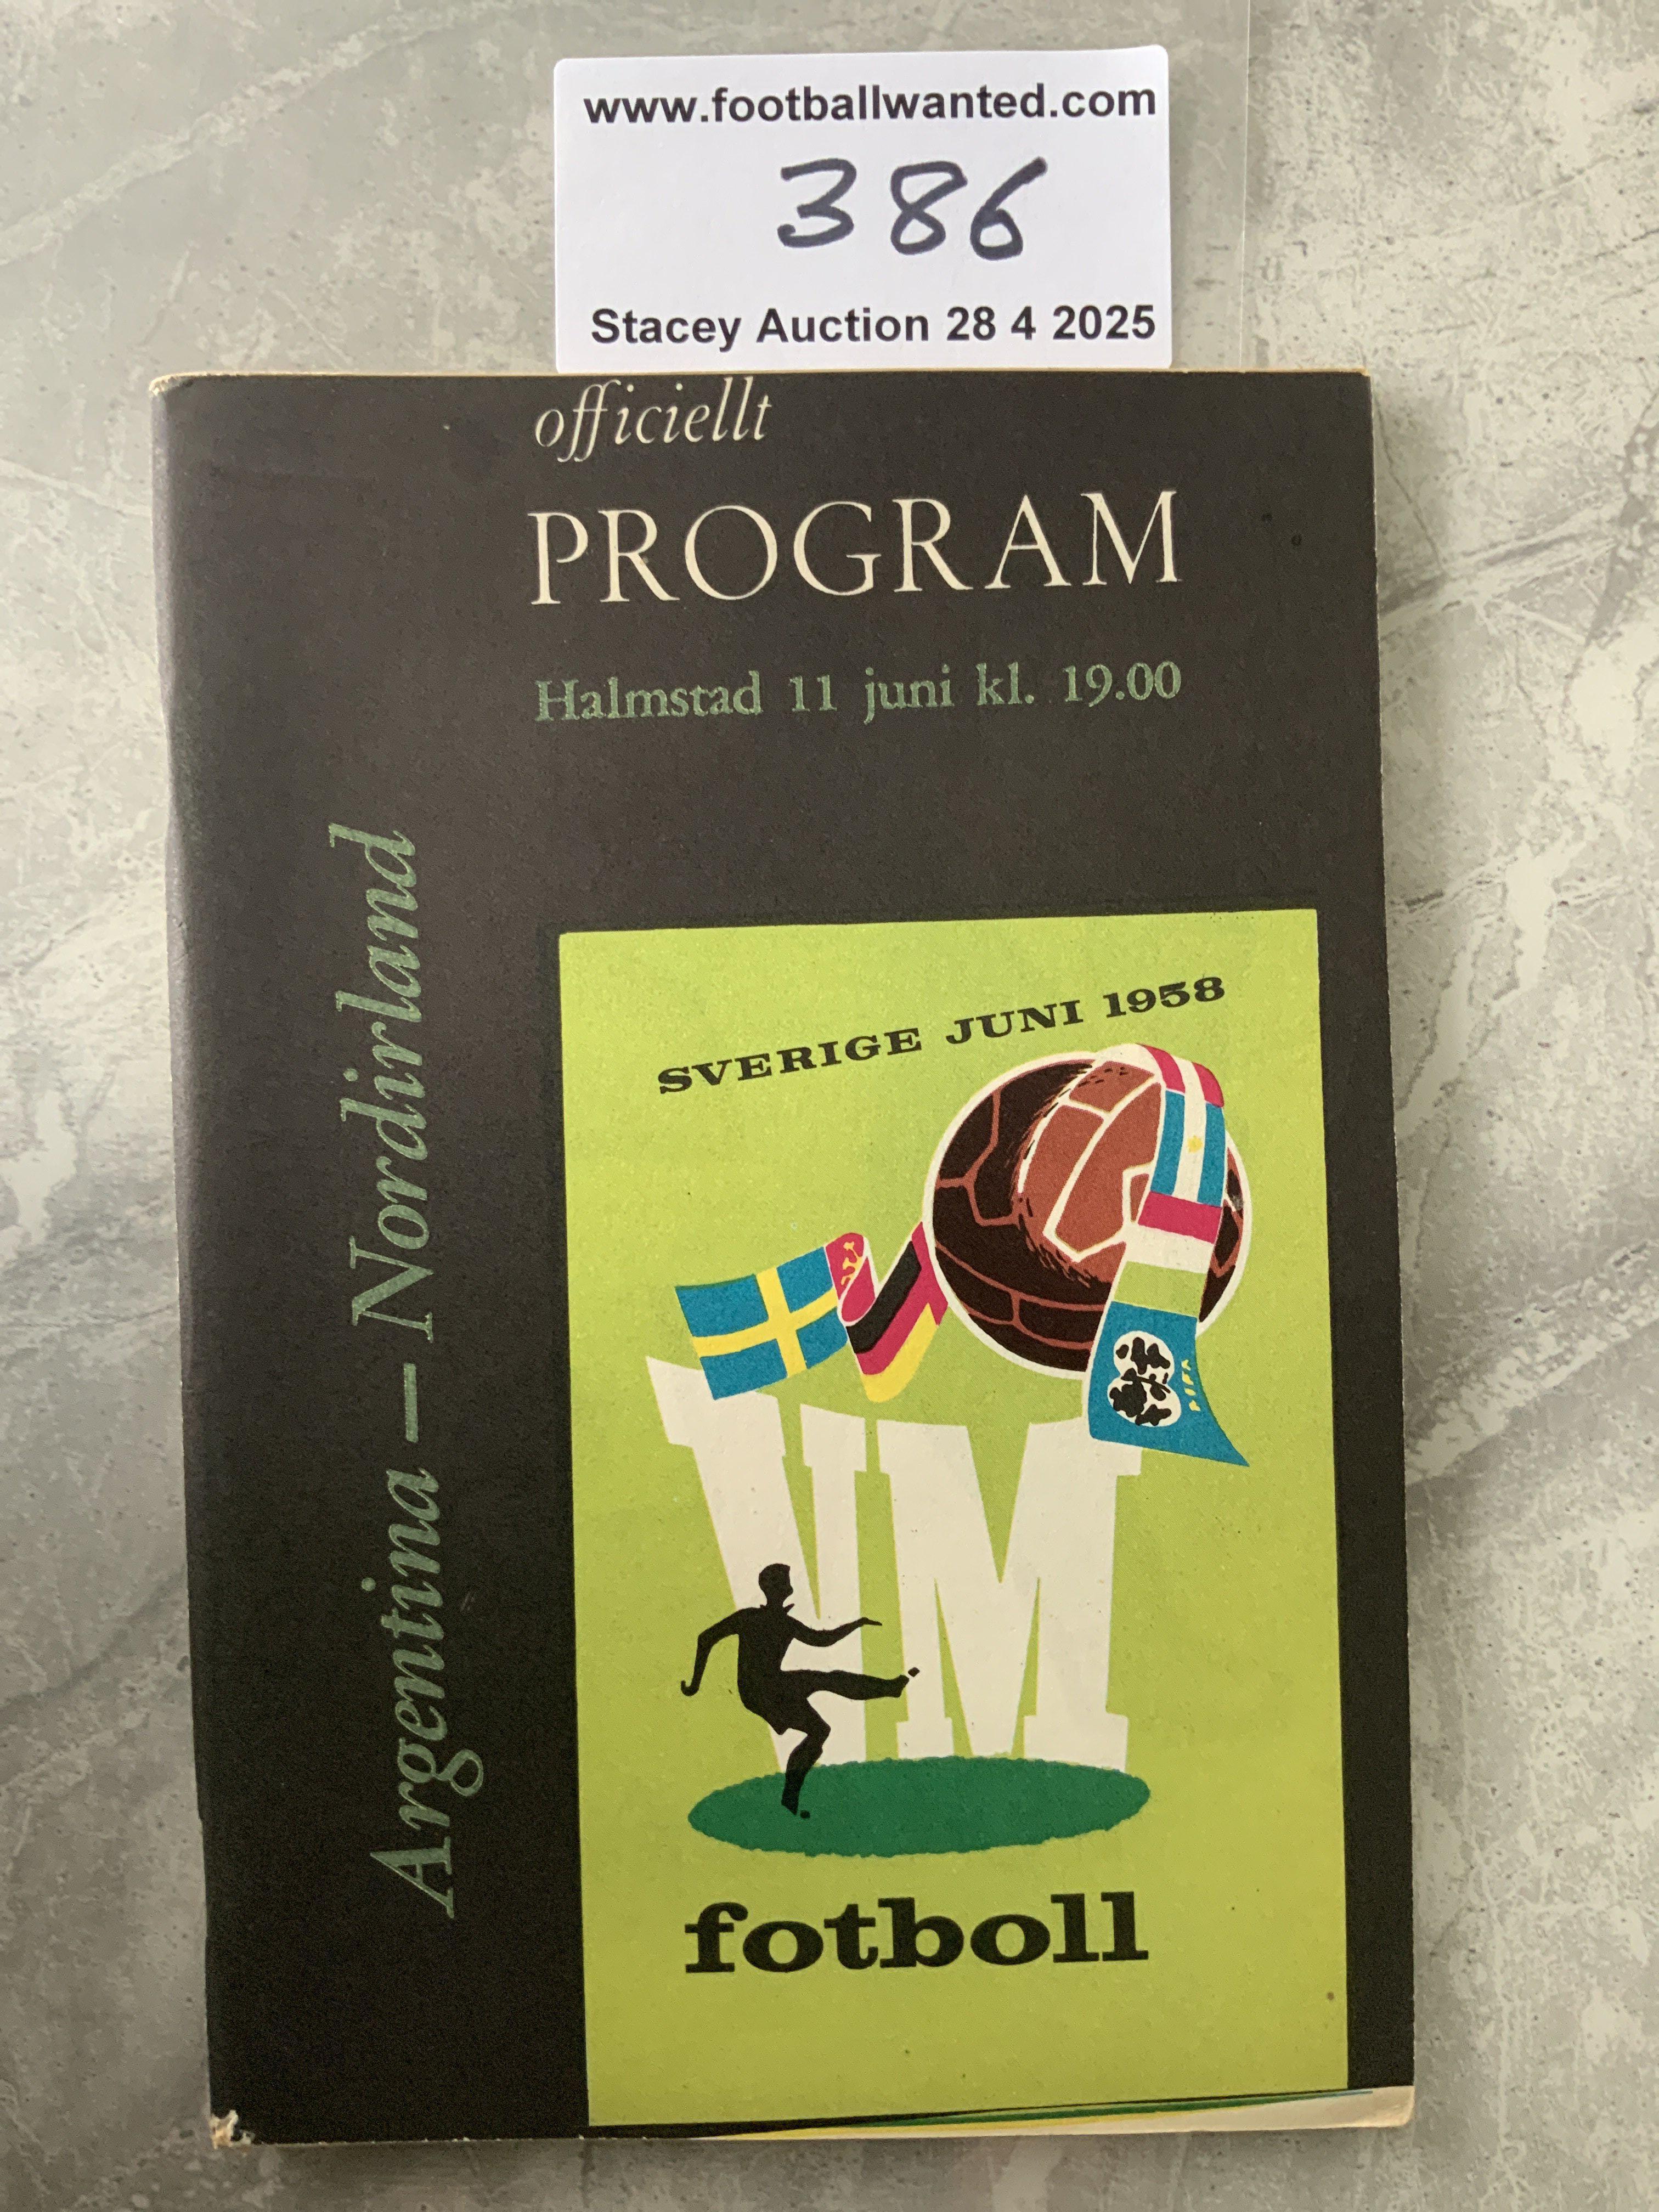 www.footballwanted.com
386
Stacey Auction 28 4 2025
officiellt
PROGRAM
Halmstad 11 juni kl. 19.00
Argentina — Nordirland
SVERIGE JUNI 1958
FIFA
VM
fotboll